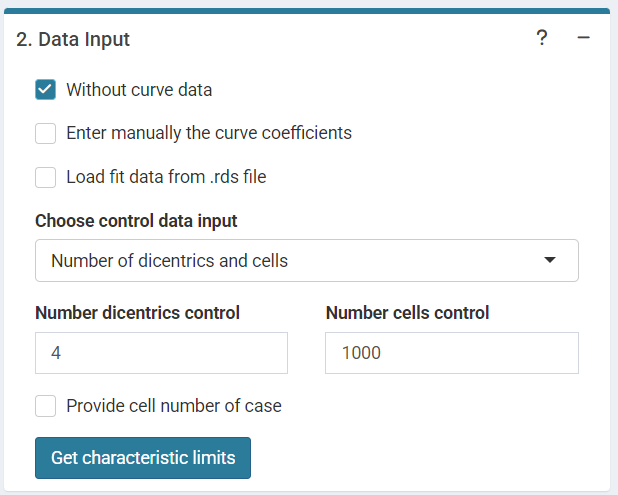 2. Data Input ? −
Without curve data
Enter manually the curve coefficients
Load fit data from .rds file
Choose control data input
Number of dicentrics and cells
Number dicentrics control Number cells control
4 1000
Provide cell number of case
Get characteristic limits